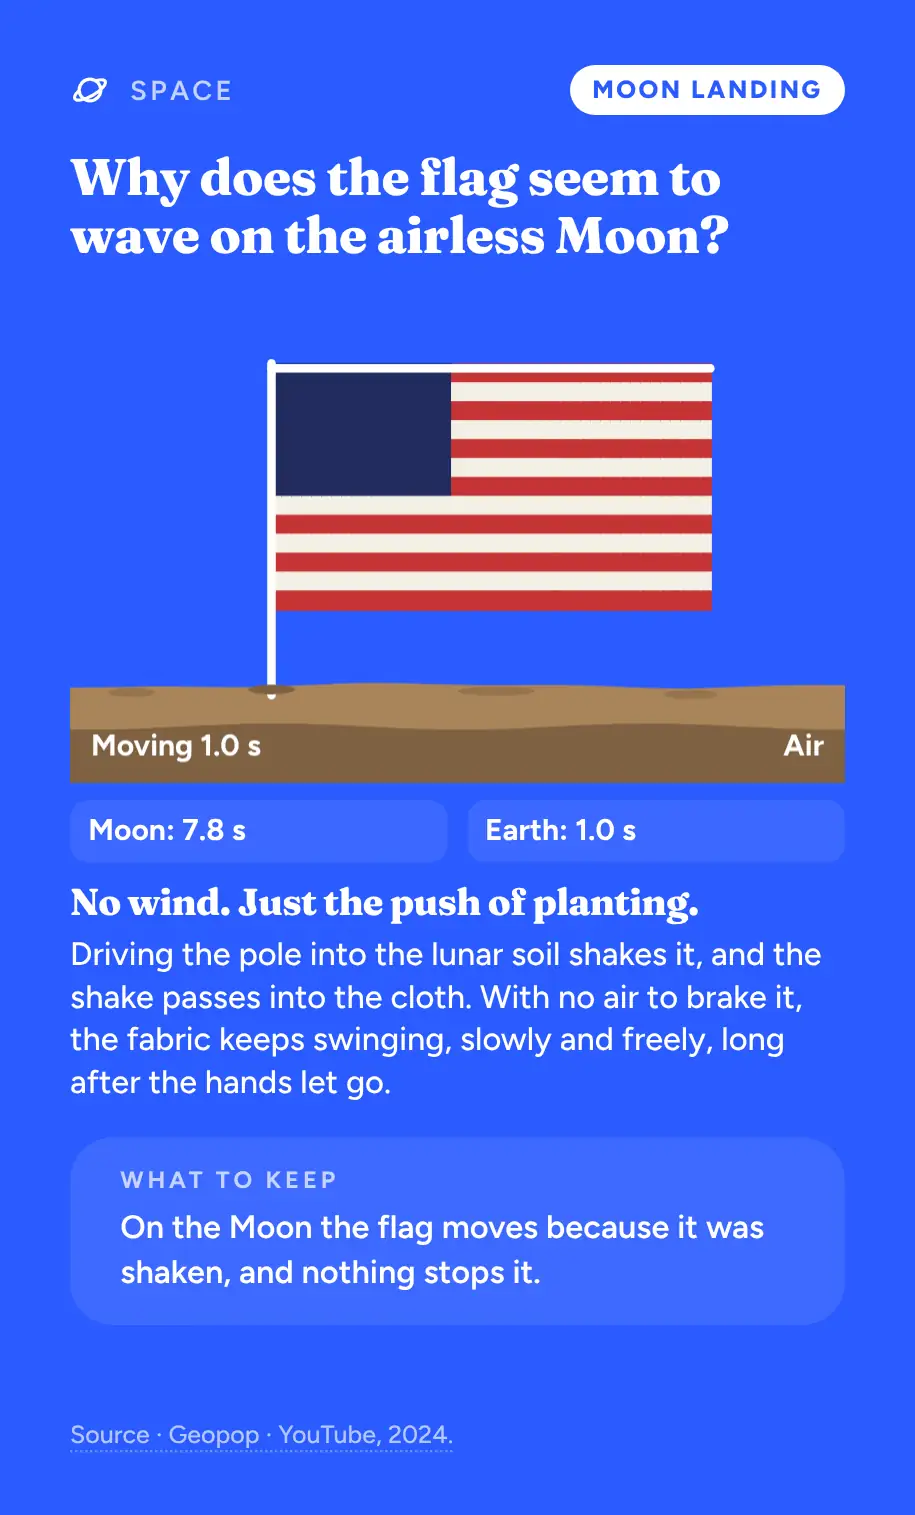 SPACE
MOON LANDING
Why does the flag seem to
wave on the airless Moon?
Moving 1.0 s
Air
Moon: 7.8 s
Earth: 1.0 s
No wind. Just the push of planting.
Driving the pole into the lunar soil shakes it, and the
shake passes into the cloth. With no air to brake it,
the fabric keeps swinging, slowly and freely, long
after the hands let go.
WHAT TO KEEP
On the Moon the flag moves because it was
shaken, and nothing stops it.
Source · Geopop · YouTube, 2024.